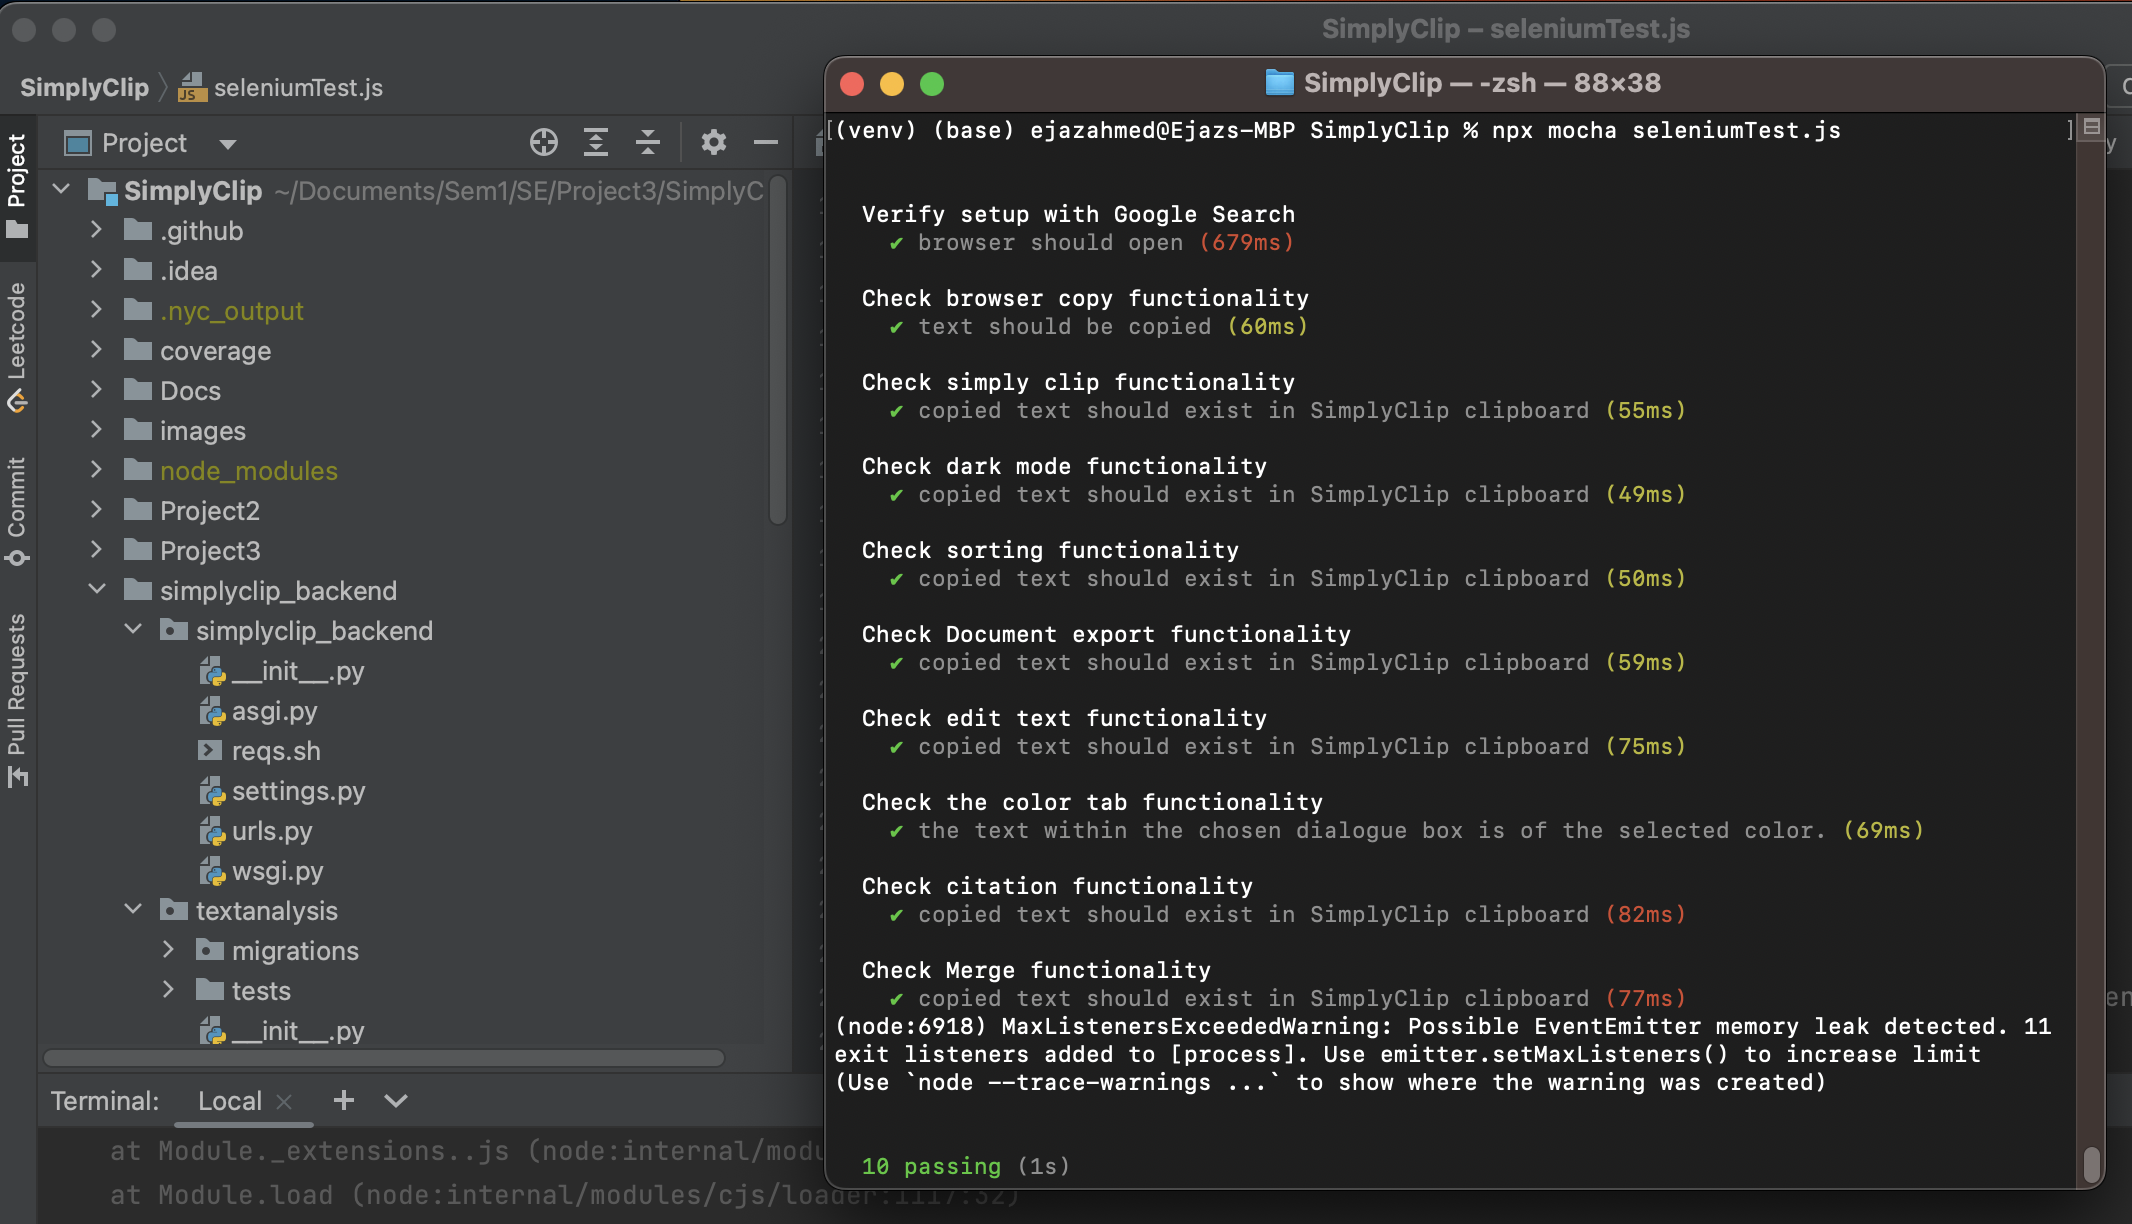 SimplyClip – seleniumTest.js
SimplyClip
seleniumTest.js
Project
Leetcode
Commit
Pull Requests
Project
SimplyClip ~/Documents/Sem1/SE/Project3/SimplyC
.github
.idea
.nyc_output
coverage
Docs
images
node_modules
Project2
Project3
simplyclip_backend
simplyclip_backend
__init__.py
asgi.py
reqs.sh
settings.py
urls.py
wsgi.py
textanalysis
migrations
tests
__init__.py
Terminal: Local × +
at Module._extensions..js (node:internal/modu
at Module.load (node:internal/modules/cjs/loader:1117:32)
SimplyClip — -zsh — 88×38
[(venv) (base) ejazahmed@Ejazs-MBP SimplyClip % npx mocha seleniumTest.js ]
Verify setup with Google Search
✔ browser should open (679ms)
Check browser copy functionality
✔ text should be copied (60ms)
Check simply clip functionality
✔ copied text should exist in SimplyClip clipboard (55ms)
Check dark mode functionality
✔ copied text should exist in SimplyClip clipboard (49ms)
Check sorting functionality
✔ copied text should exist in SimplyClip clipboard (50ms)
Check Document export functionality
✔ copied text should exist in SimplyClip clipboard (59ms)
Check edit text functionality
✔ copied text should exist in SimplyClip clipboard (75ms)
Check the color tab functionality
✔ the text within the chosen dialogue box is of the selected color. (69ms)
Check citation functionality
✔ copied text should exist in SimplyClip clipboard (82ms)
Check Merge functionality
✔ copied text should exist in SimplyClip clipboard (77ms)
(node:6918) MaxListenersExceededWarning: Possible EventEmitter memory leak detected. 11
exit listeners added to [process]. Use emitter.setMaxListeners() to increase limit
(Use `node --trace-warnings ...` to show where the warning was created)
10 passing (1s)